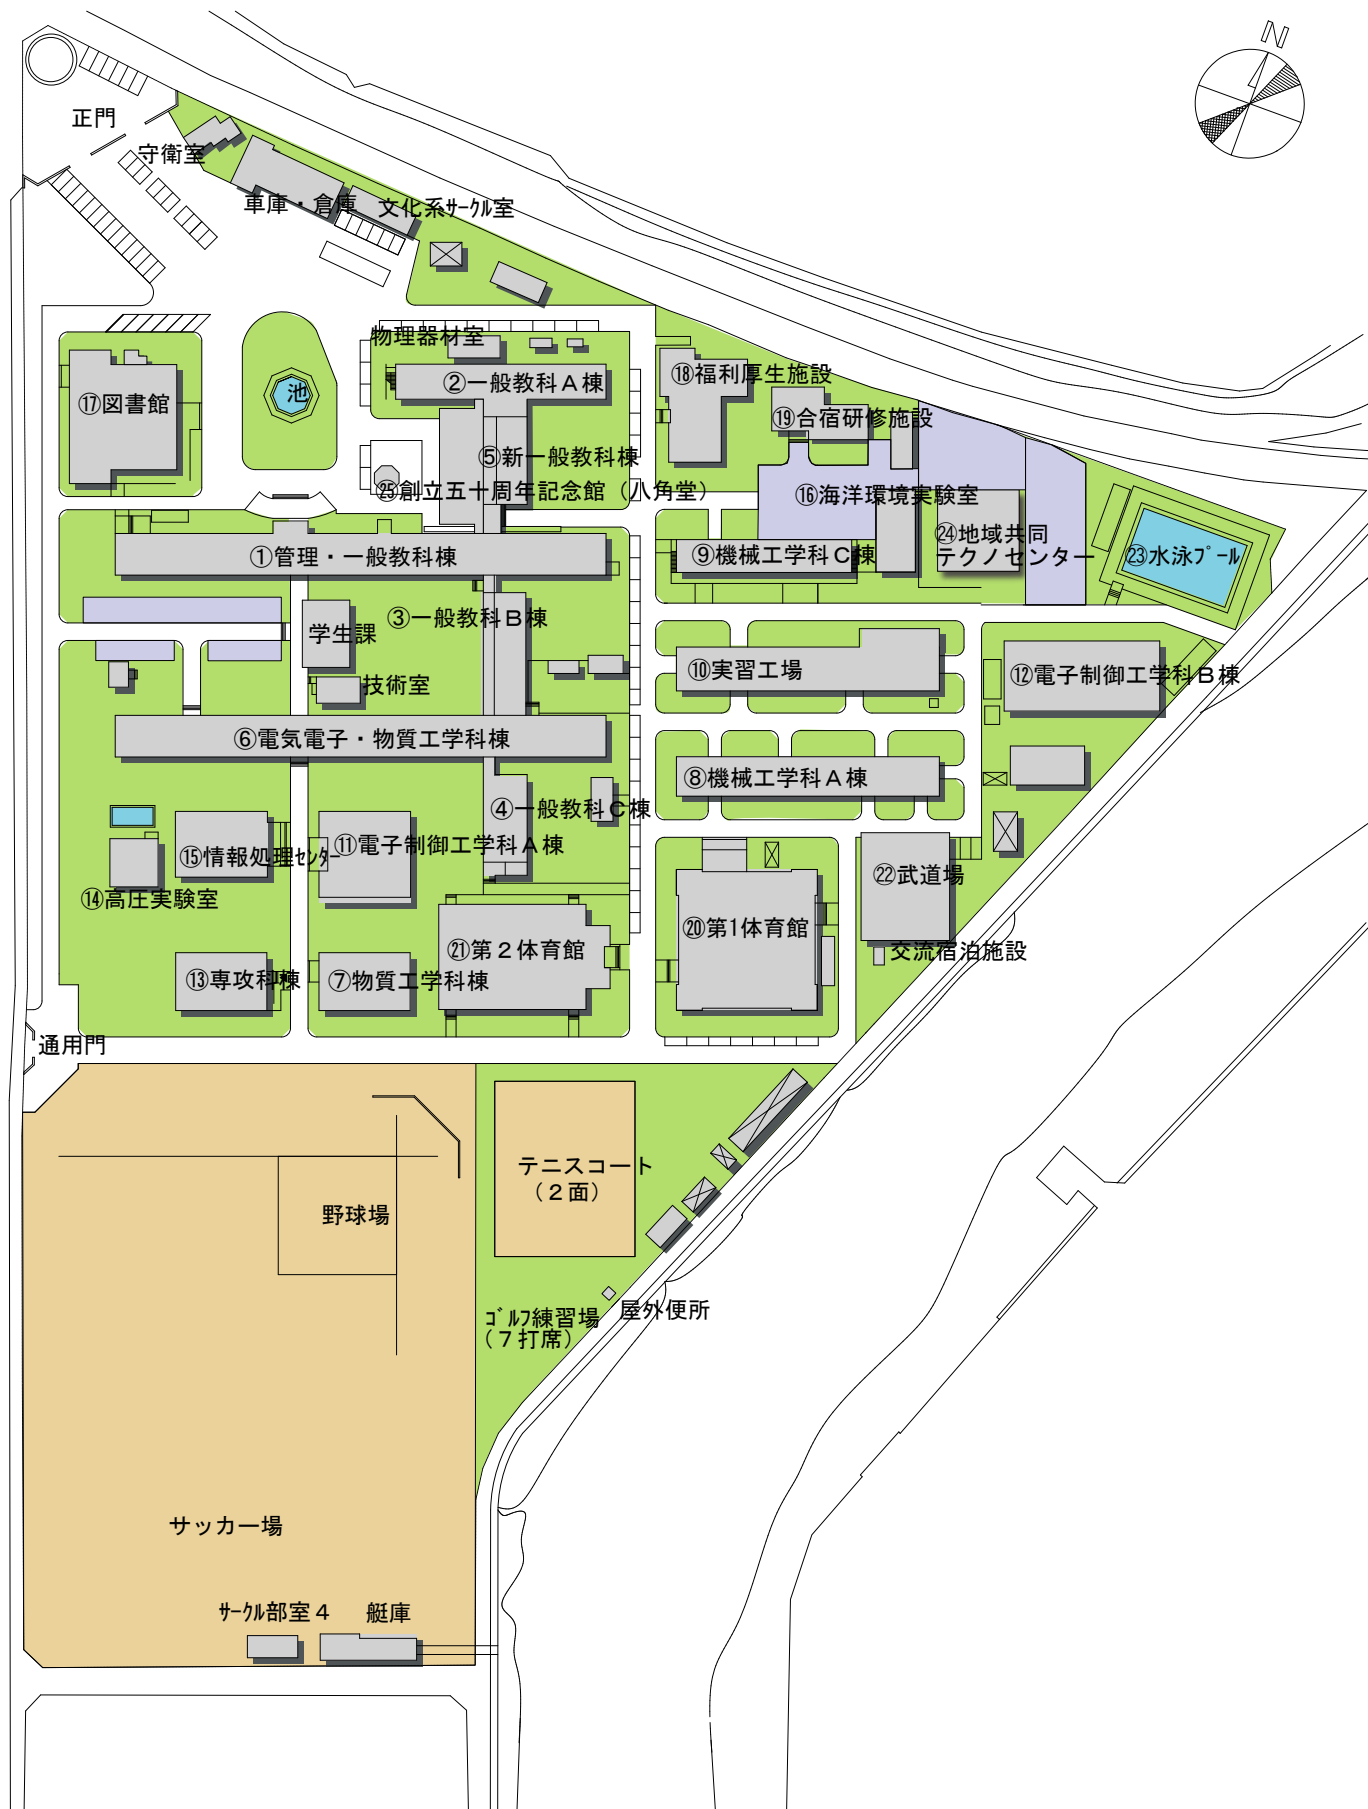 N
正門
守衛室
車庫・倉庫
文化系ｻｰｸﾙ室
物理器材室
②一般教科Ａ棟
⑱福利厚生施設
池
⑰図書館
⑲合宿研修施設
⑤新一般教科棟
㉕創立五十周年記念館（八角堂）
⑯海洋環境実験室
㉔地域共同
テクノセンター
㉓水泳ﾌﾟｰﾙ
①管理・一般教科棟
⑨機械工学科Ｃ棟
③一般教科Ｂ棟
学生課
技術室
⑩実習工場
⑫電子制御工学科Ｂ棟
⑥電気電子・物質工学科棟
⑧機械工学科Ａ棟
④一般教科Ｃ棟
⑪電子制御工学科Ａ棟
⑮情報処理ｾﾝﾀｰ
⑭高圧実験室
㉒武道場
⑳第1体育館
㉑第２体育館
交流宿泊施設
⑬専攻科棟
⑦物質工学科棟
通用門
テニスコート
（２面）
野球場
ｺﾞﾙﾌ練習場
（７打席）
屋外便所
サッカー場
ｻｰｸﾙ部室４
艇庫